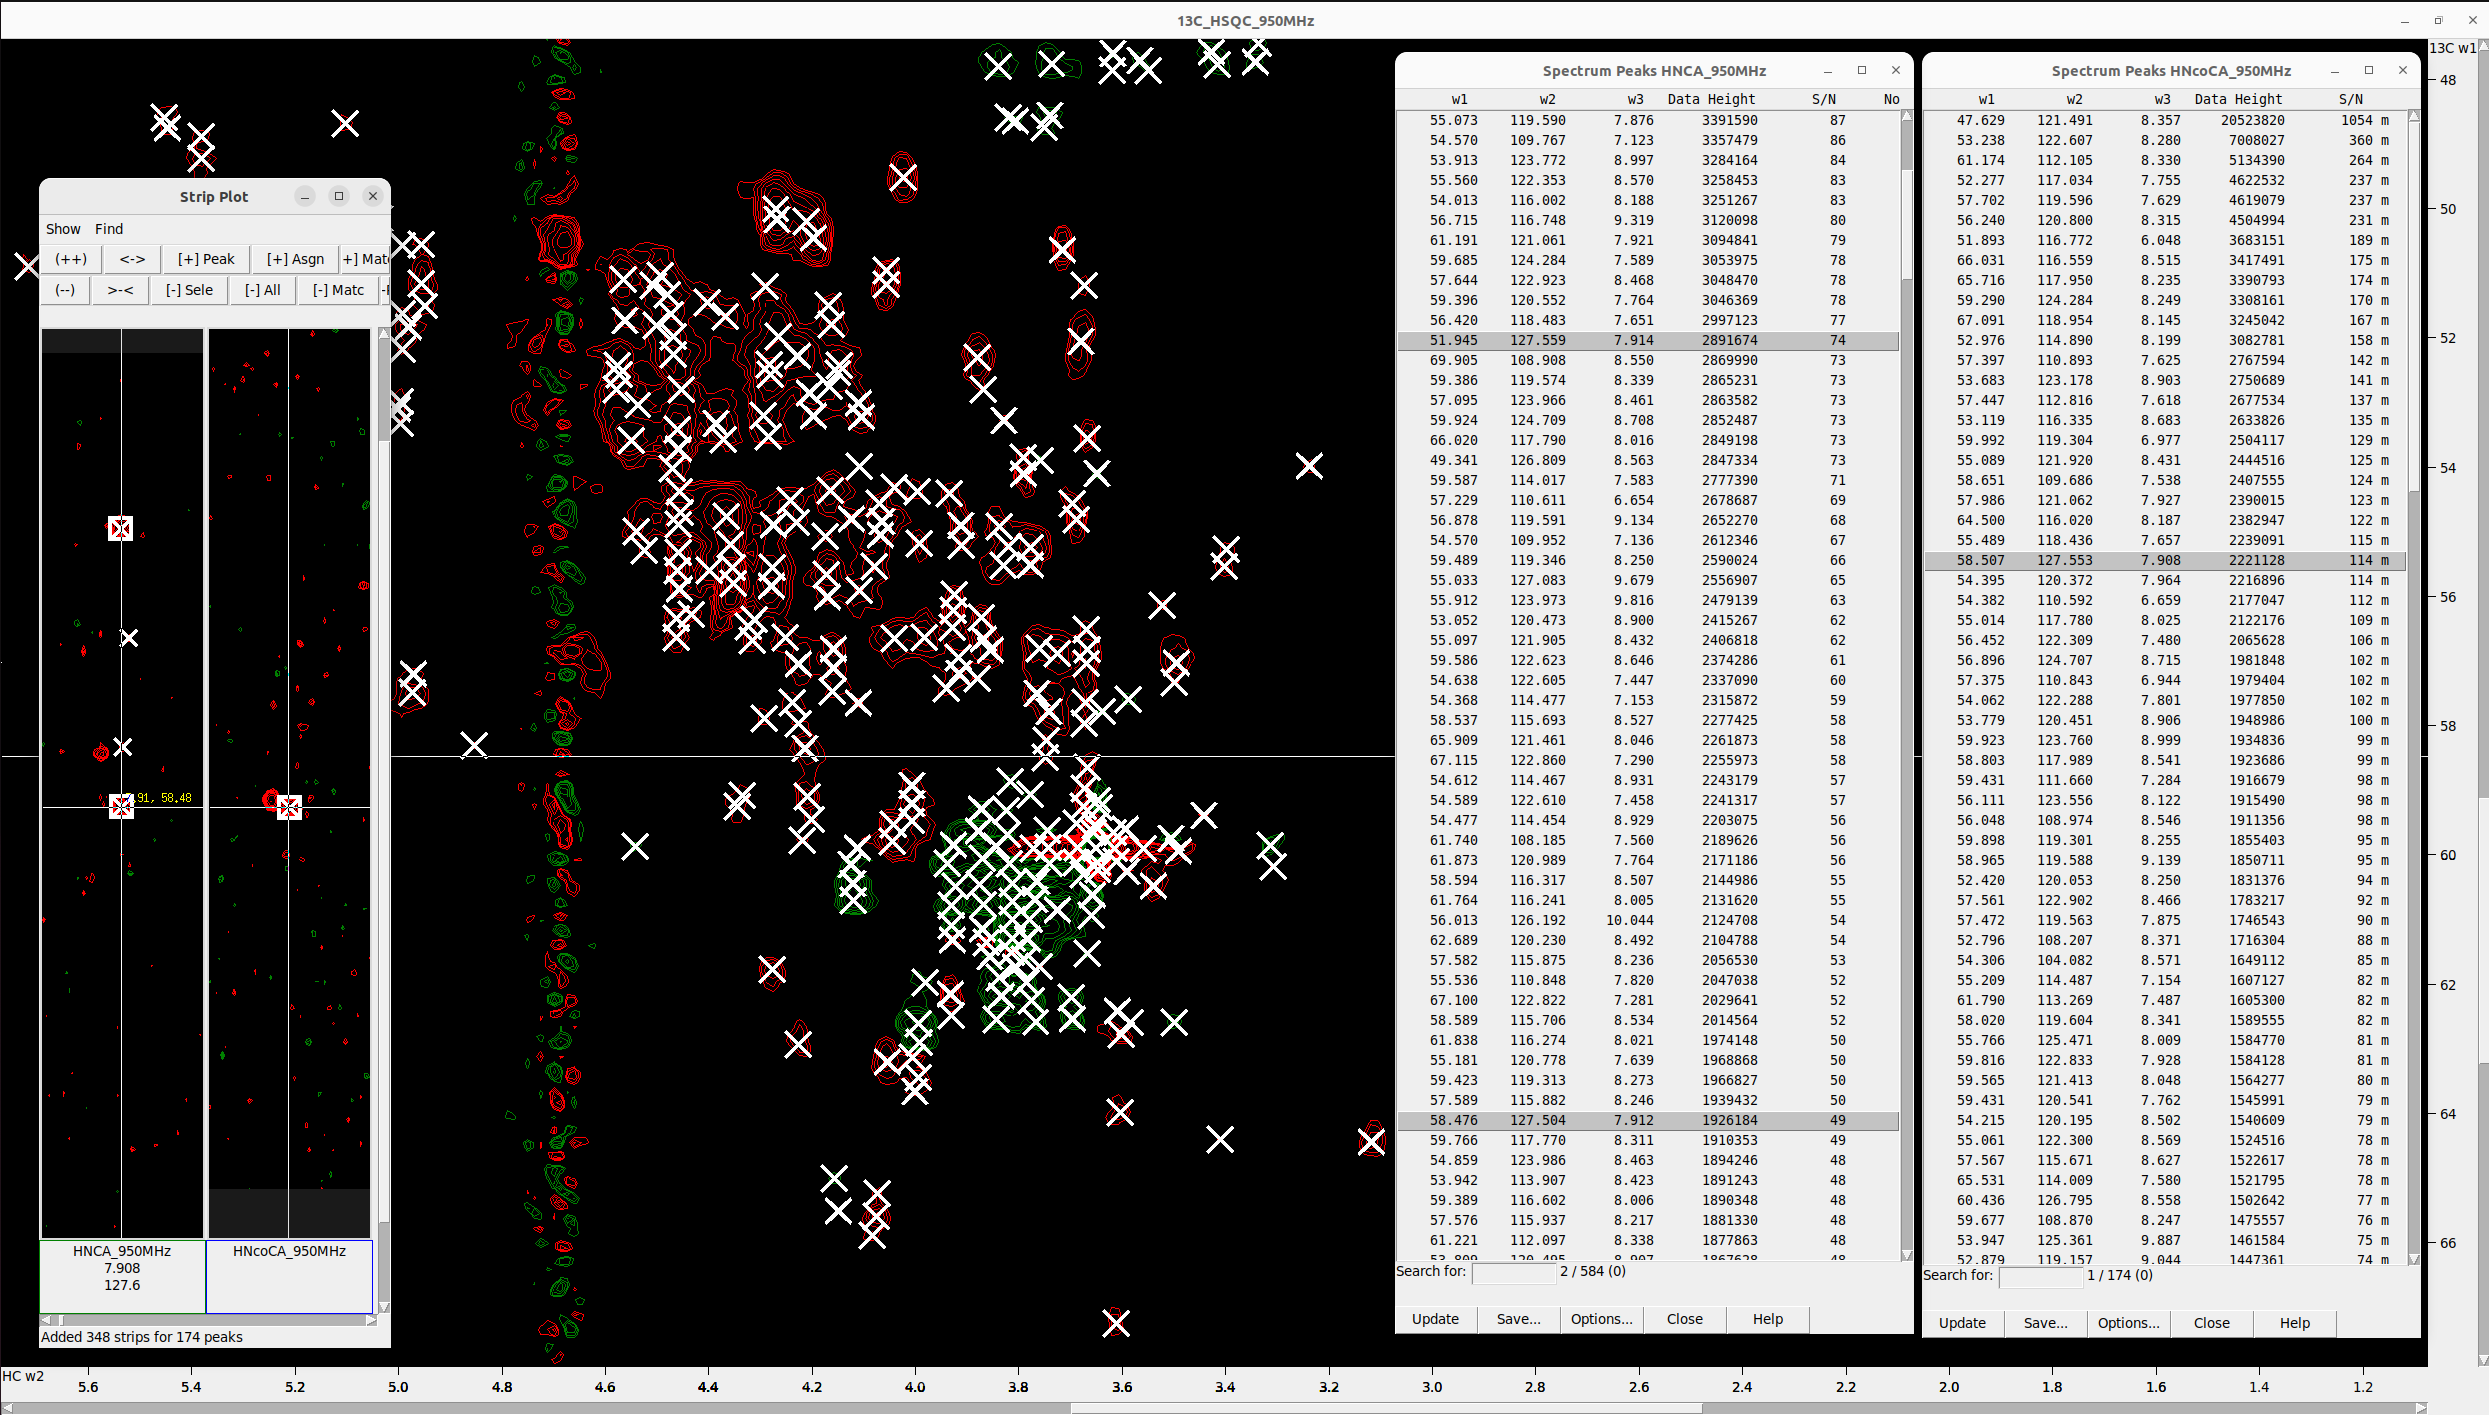 13C_HSQC_950MHz
13C w1
48
50
52
54
56
58
60
62
64
66
HC w2
5.6 5.4 5.2 5.0 4.8 4.6 4.4 4.2 4.0 3.8 3.6 3.4 3.2 3.0 2.8 2.6 2.4 2.2 2.0 1.8 1.6 1.4 1.2
Strip Plot
Show Find
(++) <-> [+] Peak [+] Asgn +] Matc
(--) >-< [-] Sele [-] All [-] Matc
91, 58.48
HNCA_950MHz HNcoCA_950MHz
7.908
127.6
Added 348 strips for 174 peaks
Spectrum Peaks HNCA_950MHz
w1 w2 w3 Data Height S/N No
55.073 119.590 7.876 3391590 87
54.570 109.767 7.123 3357479 86
53.913 123.772 8.997 3284164 84
55.560 122.353 8.570 3258453 83
54.013 116.002 8.188 3251267 83
56.715 116.748 9.319 3120098 80
61.191 121.061 7.921 3094841 79
59.685 124.284 7.589 3053975 78
57.644 122.923 8.468 3048470 78
59.396 120.552 7.764 3046369 78
56.420 118.483 7.651 2997123 77
51.945 127.559 7.914 2891674 74
69.905 108.908 8.550 2869990 73
59.386 119.574 8.339 2865231 73
57.095 123.966 8.461 2863582 73
59.924 124.709 8.708 2852487 73
66.020 117.790 8.016 2849198 73
49.341 126.809 8.563 2847334 73
59.587 114.017 7.583 2777390 71
57.229 110.611 6.654 2678687 69
56.878 119.591 9.134 2652270 68
54.570 109.952 7.136 2612346 67
59.489 119.346 8.250 2590024 66
55.033 127.083 9.679 2556907 65
55.912 123.973 9.816 2479139 63
53.052 120.473 8.900 2415267 62
55.097 121.905 8.432 2406818 62
59.586 122.623 8.646 2374286 61
54.638 122.605 7.447 2337090 60
54.368 114.477 7.153 2315872 59
58.537 115.693 8.527 2277425 58
65.909 121.461 8.046 2261873 58
67.115 122.860 7.290 2255973 58
54.612 114.467 8.931 2243179 57
54.589 122.610 7.458 2241317 57
54.477 114.454 8.929 2203075 56
61.740 108.185 7.560 2189626 56
61.873 120.989 7.764 2171186 56
58.594 116.317 8.507 2144986 55
61.764 116.241 8.005 2131620 55
56.013 126.192 10.044 2124708 54
62.689 120.230 8.492 2104788 54
57.582 115.875 8.236 2056530 53
55.536 110.848 7.820 2047038 52
67.100 122.822 7.281 2029641 52
58.589 115.706 8.534 2014564 52
61.838 116.274 8.021 1974148 50
55.181 120.778 7.639 1968868 50
59.423 119.313 8.273 1966827 50
57.589 115.882 8.246 1939432 50
58.476 127.504 7.912 1926184 49
59.766 117.770 8.311 1910353 49
54.859 123.986 8.463 1894246 48
53.942 113.907 8.423 1891243 48
59.389 116.602 8.006 1890348 48
57.576 115.937 8.217 1881330 48
61.221 112.097 8.338 1877863 48
53.809 120.495 8.907 1867628 48
Search for: 2 / 584 (0)
Update Save... Options... Close Help
Spectrum Peaks HNcoCA_950MHz
w1 w2 w3 Data Height S/N
47.629 121.491 8.357 20523820 1054 m
53.238 122.607 8.280 7008027 360 m
61.174 112.105 8.330 5134390 264 m
52.277 117.034 7.755 4622532 237 m
57.702 119.596 7.629 4619079 237 m
56.240 120.800 8.315 4504994 231 m
51.893 116.772 6.048 3683151 189 m
66.031 116.559 8.515 3417491 175 m
65.716 117.950 8.235 3390793 174 m
59.290 124.284 8.249 3308161 170 m
67.091 118.954 8.145 3245042 167 m
52.976 114.890 8.199 3082781 158 m
57.397 110.893 7.625 2767594 142 m
53.683 123.178 8.903 2750689 141 m
57.447 112.816 7.618 2677534 137 m
53.119 116.335 8.683 2633826 135 m
59.992 119.304 6.977 2504117 129 m
55.089 121.920 8.431 2444516 125 m
58.651 109.686 7.538 2407555 124 m
57.986 121.062 7.927 2390015 123 m
64.500 116.020 8.187 2382947 122 m
55.489 118.436 7.657 2239091 115 m
58.507 127.553 7.908 2221128 114 m
54.395 120.372 7.964 2216896 114 m
54.382 110.592 6.659 2177047 112 m
55.014 117.780 8.025 2122176 109 m
56.452 122.309 7.480 2065628 106 m
56.896 124.707 8.715 1981848 102 m
57.375 110.843 6.944 1979404 102 m
54.062 122.288 7.801 1977850 102 m
53.779 120.451 8.906 1948986 100 m
59.923 123.760 8.999 1934836 99 m
58.803 117.989 8.541 1923686 99 m
59.431 111.660 7.284 1916679 98 m
56.111 123.556 8.122 1915490 98 m
56.048 108.974 8.546 1911356 98 m
59.898 119.301 8.255 1855403 95 m
58.965 119.588 9.139 1850711 95 m
52.420 120.053 8.250 1831376 94 m
57.561 122.902 8.466 1783217 92 m
57.472 119.563 7.875 1746543 90 m
52.796 108.207 8.371 1716304 88 m
54.306 104.082 8.571 1649112 85 m
55.209 114.487 7.154 1607127 82 m
61.790 113.269 7.487 1605300 82 m
58.020 119.604 8.341 1589555 82 m
55.766 125.471 8.009 1584770 81 m
59.816 122.833 7.928 1584128 81 m
59.565 121.413 8.048 1564277 80 m
59.431 120.541 7.762 1545991 79 m
54.215 120.195 8.502 1540609 79 m
55.061 122.300 8.569 1524516 78 m
57.567 115.671 8.627 1522617 78 m
65.531 114.009 7.580 1521795 78 m
60.436 126.795 8.558 1502642 77 m
59.677 108.870 8.247 1475557 76 m
53.947 125.361 9.887 1461584 75 m
52.879 119.157 9.044 1447361 74 m
Search for: 1 / 174 (0)
Update Save... Options... Close Help